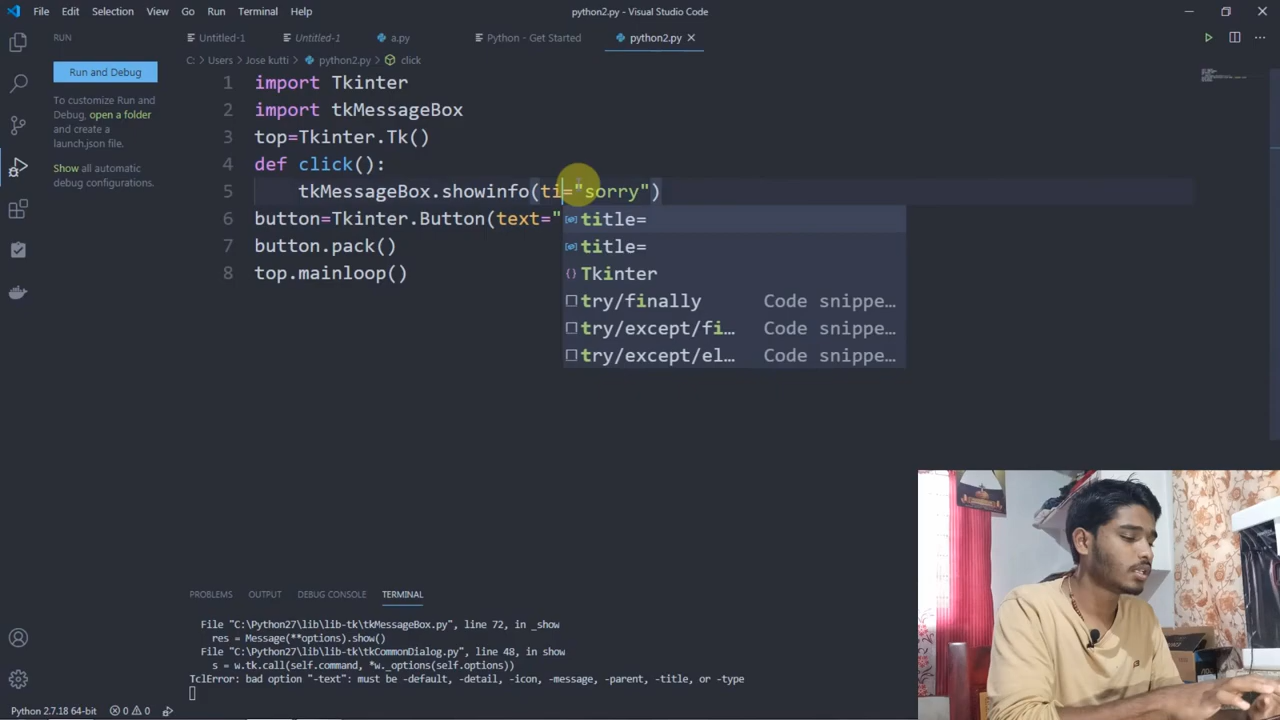 File Edit Selection View Go Run Terminal Help python2.py - Visual Studio Code
RUN Untitled-1 Untitled-1 a.py Python - Get Started python2.py
C: > Users > Jose kutti > python2.py > click
Run and Debug
To customize Run and
Debug, open a folder
and create a
launch.json file.
Show all automatic
debug configurations.
1 import Tkinter
2 import tkMessageBox
3 top=Tkinter.Tk()
4 def click():
5 tkMessageBox.showinfo(ti="sorry")
6 button=Tkinter.Button(text="
7 button.pack()
8 top.mainloop()
title=
title=
Tkinter
try/finally Code snippe…
try/except/fi… Code snippe…
try/except/el… Code snippe…
PROBLEMS OUTPUT DEBUG CONSOLE TERMINAL
File "C:\Python27\lib\lib-tk\tkMessageBox.py", line 72, in _show
res = Message(**options).show()
File "C:\Python27\lib\lib-tk\tkCommonDialog.py", line 48, in show
s = w.tk.call(self.command, *w._options(self.options))
TclError: bad option "-text": must be -default, -detail, -icon, -message, -parent, -title, or -type
Python 2.7.18 64-bit 0 0